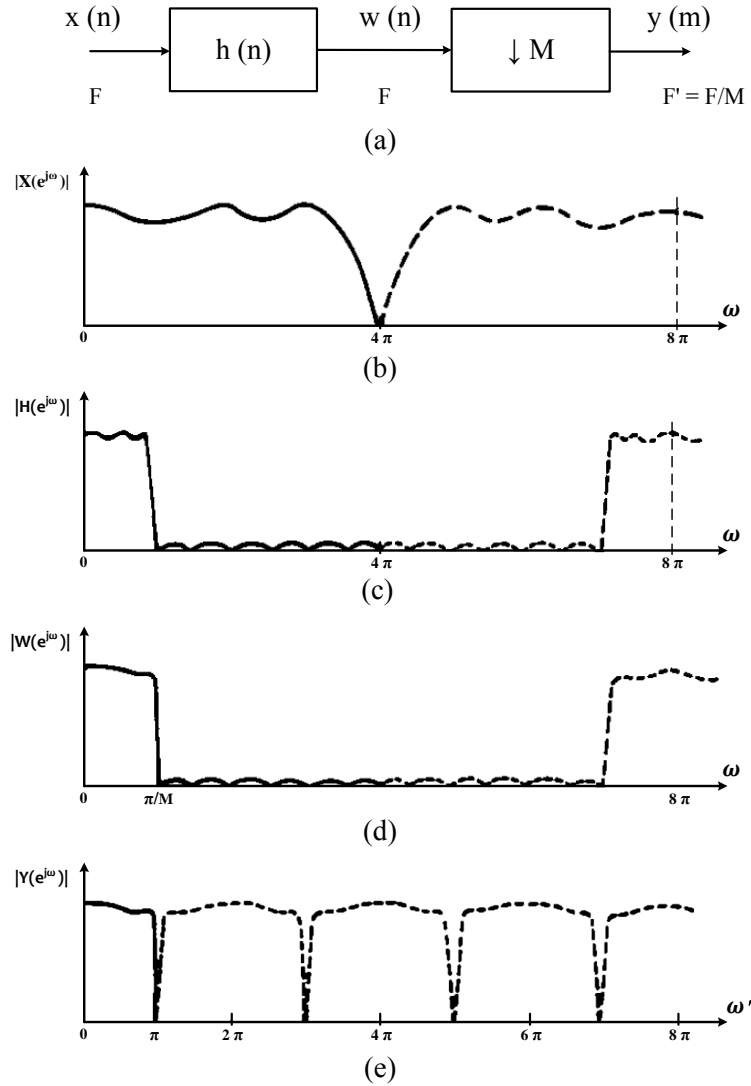 x (n) w (n) y (m)
h (n) ↓ M
F F F' = F/M
(a)
|X(e^{jω})|
ω
0 4 π 8 π
(b)
|H(e^{jω})|
ω
0 4 π 8 π
(c)
|W(e^{jω})|
ω
0 π/M 8 π
(d)
|Y(e^{jω})|
ω'
0 π 2 π 4 π 6 π 8 π
(e)